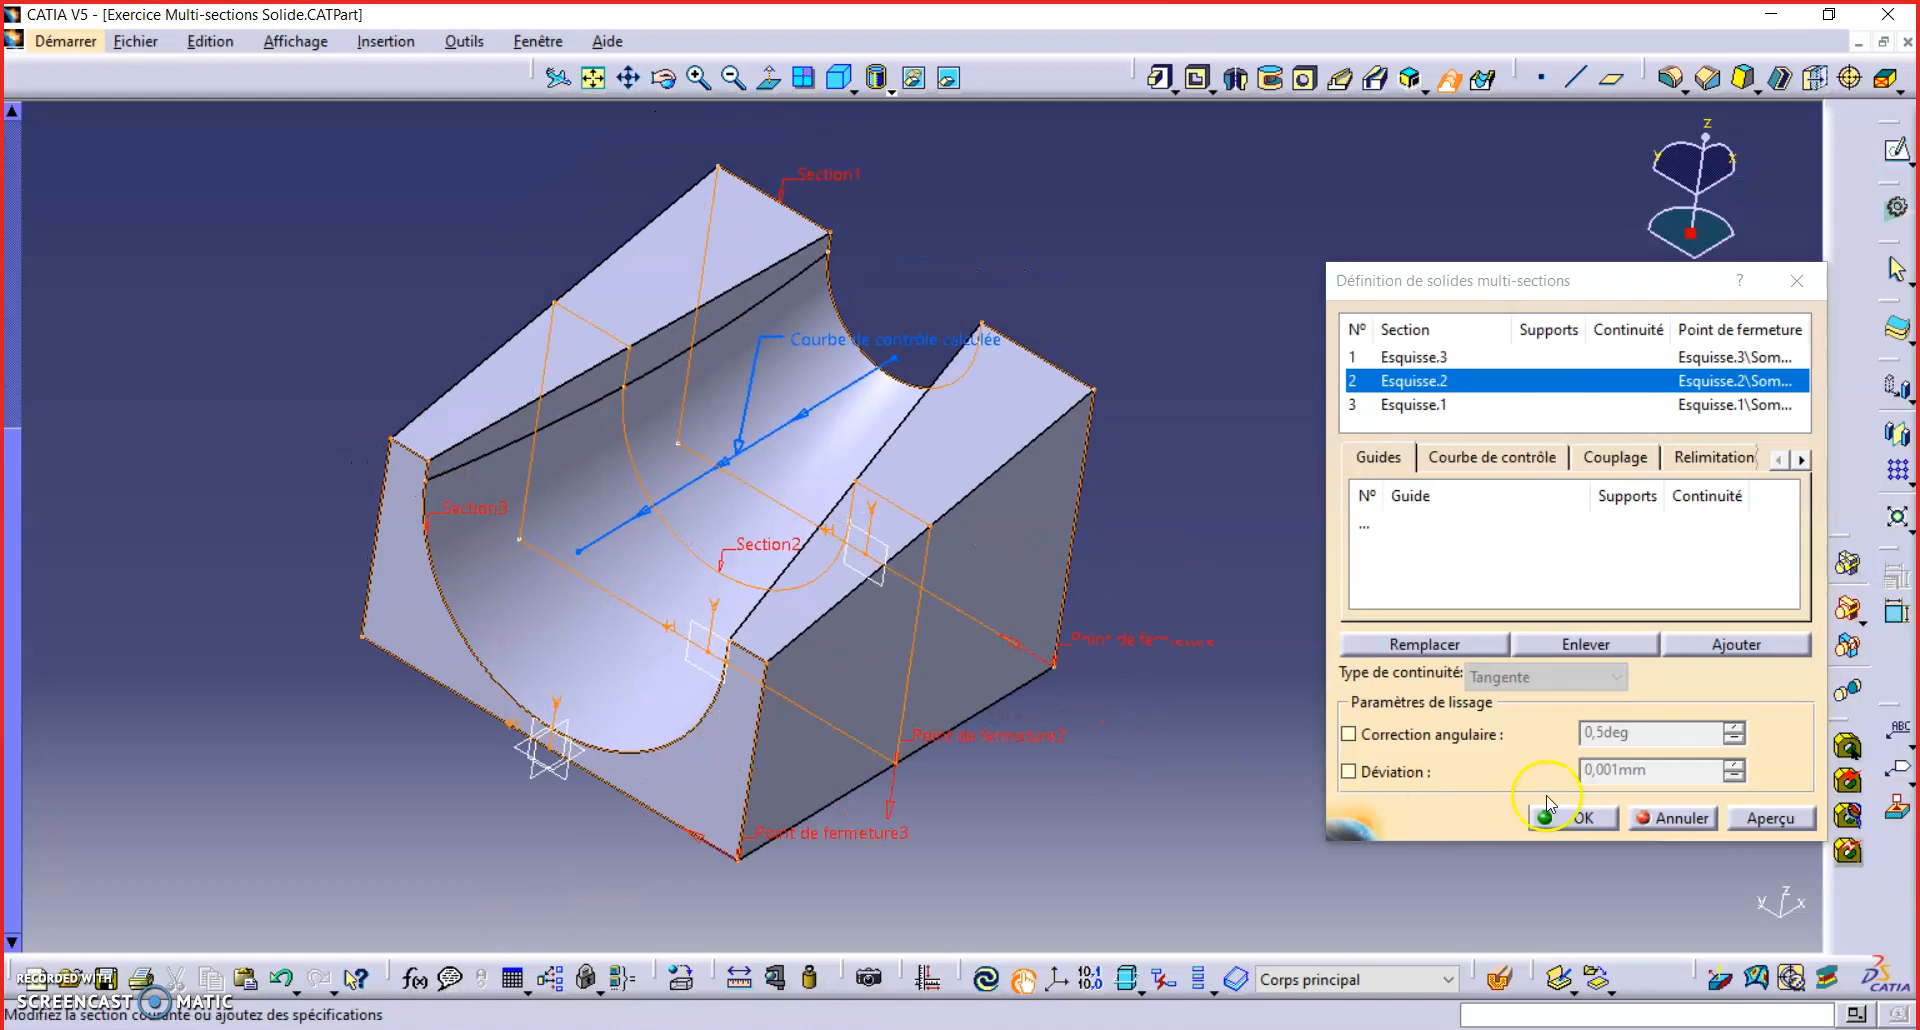 CATIA V5 - [Exercice Multi-sections Solide.CATPart]
Démarrer Fichier Edition Affichage Insertion Outils Fenêtre Aide
Section1
Courbe de contrôle calculée
Section3
Section2
Point de fermeture2
Point de fermeture3
Y
H
Y
Y
H
z
Définition de solides multi-sections ?
N° Section Supports Continuité Point de fermeture
1 Esquisse.3 Esquisse.3\Som...
2 Esquisse.2 Esquisse.2\Som...
3 Esquisse.1 Esquisse.1\Som...
Guides Courbe de contrôle Couplage Relimitation
N° Guide Supports Continuité
...
Remplacer Enlever Ajouter
Type de continuité: Tangente
Paramètres de lissage
Correction angulaire : 0,5deg
Déviation : 0,001mm
OK Annuler Aperçu
z
y x
ABC
f(x)
10,1
10,0
Corps principal
CATIA
RECORDED WITH
SCREENCAST MATIC
Modifiez la section courante ou ajoutez des spécifications